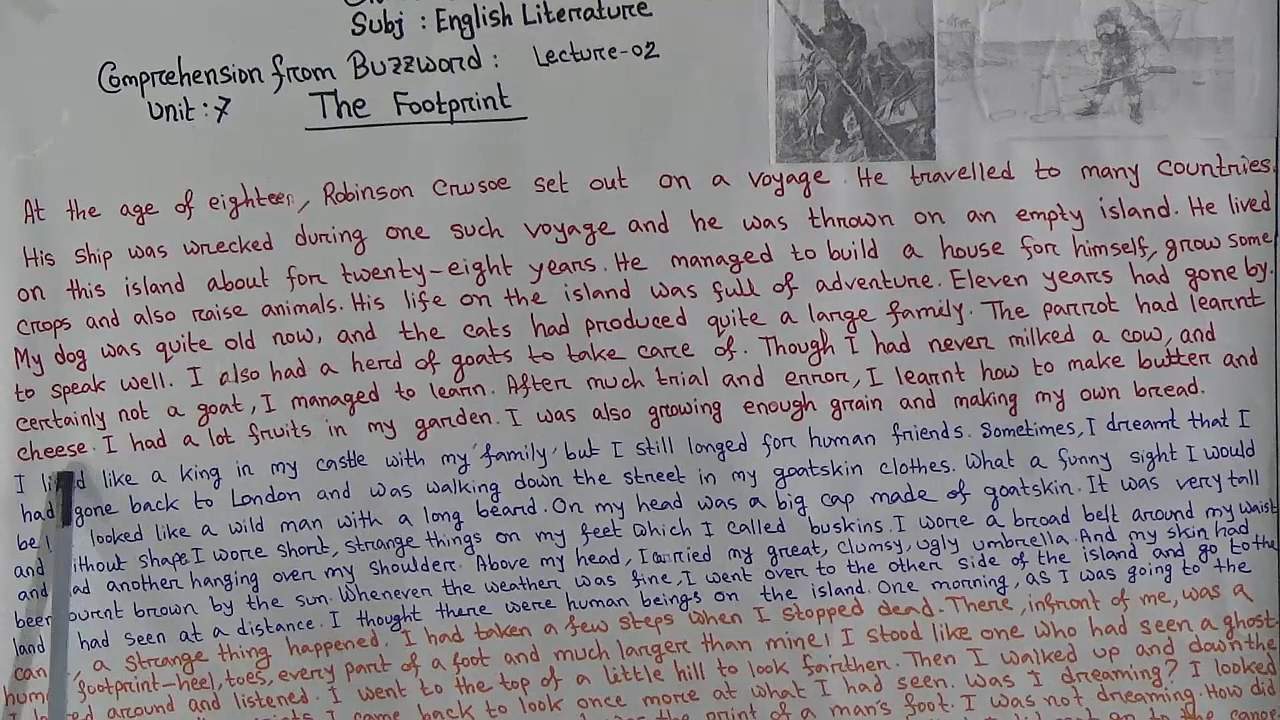 Subj : English Literature
Comprehension from Buzzword : Lecture-02
Unit : 7 The Footprint
At the age of eighteen, Robinson Crusoe set out on a voyage. He travelled to many countries.
His ship was wrecked during one such voyage and he was thrown on an empty island. He lived
on this island about for twenty-eight years. He managed to build a house for himself, grow some
crops and also raise animals. His life on the island was full of adventure. Eleven years had gone by.
My dog was quite old now, and the cats had produced quite a large family. The parrot had learnt
to speak well. I also had a herd of goats to take care of. Though I had never milked a cow, and
certainly not a goat, I managed to learn. After much trial and error, I learnt how to make butter and
cheese. I had a lot fruits in my garden. I was also growing enough grain and making my own bread.
I like a king in my castle with my 'family' but I still longed for human friends. Sometimes, I dreamt that I
had gone back to London and was walking down the street in my goatskin clothes. What a funny sight I would
be looked like a wild man with a long beard. On my head was a big cap made of goatskin. It was very tall
and without shape I wore short, strange things on my feet which I called buskins. I wore a broad belt around my waist
and had another hanging over my shoulder. Above my head, I carried my great, clumsy, ugly umbrella. And my skin had
been burnt brown by the sun. Whenever the weather was fine, I went over to the other side of the island and go to the
land had seen at a distance. I thought there were human beings on the island. One morning, as I was going to the
a strange thing happened. I had taken a few steps when I stopped dead. There, infront of me, was a
footprint-heel, toes, every part of a foot and much larger than mine! I stood like one who had seen a ghost.
around and listened. I went to the top of a little hill to look farther. Then I walked up and down the
I came back to look once more at what I had seen. Was I dreaming? I looked
the print of a man's foot. I was not dreaming. How did